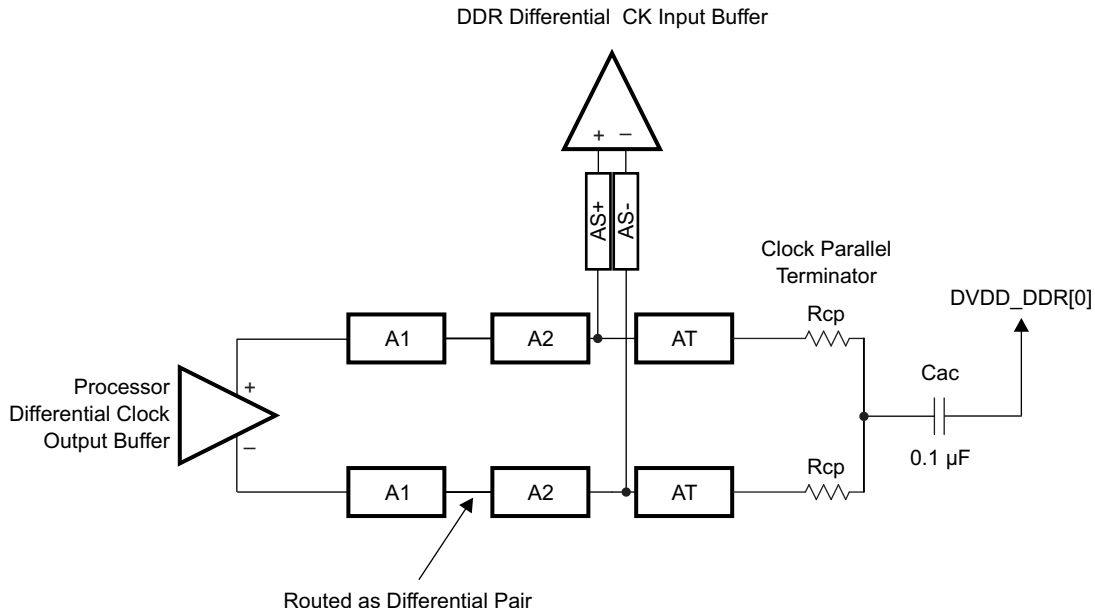 DDR Differential CK Input Buffer
+ −
AS+
AS-
Clock Parallel
Terminator
DVDD_DDR[0]
Rcp
A1
A2
AT
Cac
Processor
Differential Clock
Output Buffer
+
−
0.1 µF
Rcp
A1
A2
AT
Routed as Differential Pair